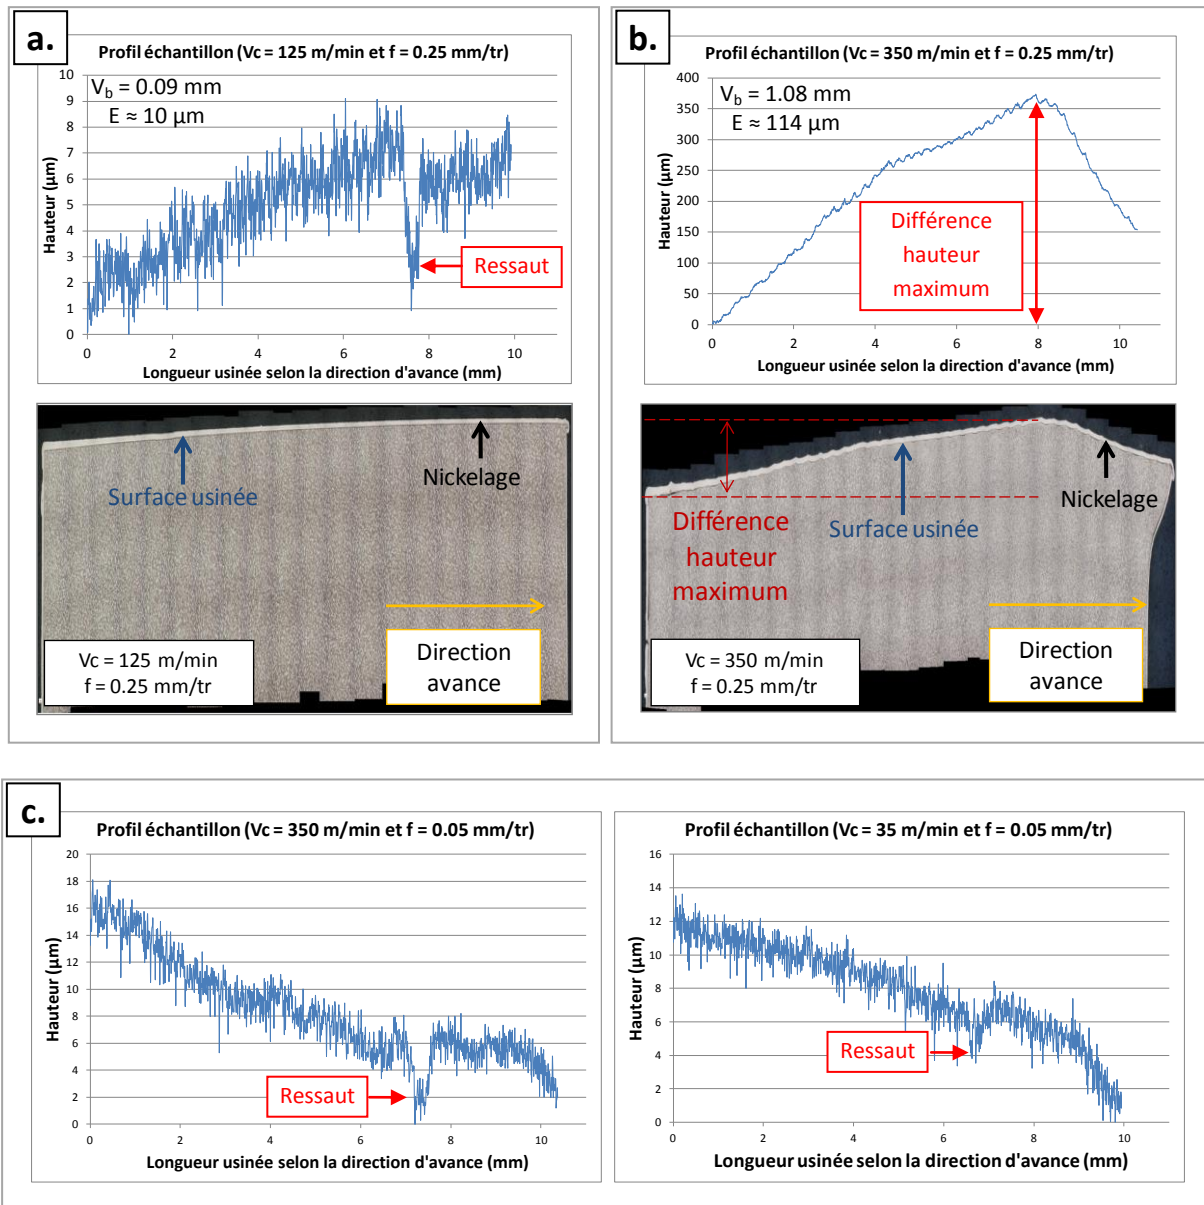 a.
Profil échantillon (Vc = 125 m/min et f = 0.25 mm/tr)
V_b = 0.09 mm
E ≈ 10 µm
Hauteur (µm)
10
9
8
7
6
5
4
3
2
1
0
Ressaut
0 2 4 6 8 10
Longueur usinée selon la direction d'avance (mm)
Surface usinée
Nickelage
Vc = 125 m/min
f = 0.25 mm/tr
Direction
avance
b.
Profil échantillon (Vc = 350 m/min et f = 0.25 mm/tr)
V_b = 1.08 mm
E ≈ 114 µm
Hauteur (µm)
400
350
300
250
200
150
100
50
0
Différence
hauteur
maximum
0 2 4 6 8 10
Longueur usinée selon la direction d'avance (mm)
Nickelage
Différence
hauteur
maximum
Surface usinée
Vc = 350 m/min
f = 0.25 mm/tr
Direction
avance
c.
Profil échantillon (Vc = 350 m/min et f = 0.05 mm/tr)
Hauteur (µm)
20
18
16
14
12
10
8
6
4
2
0
Ressaut
0 2 4 6 8 10
Longueur usinée selon la direction d'avance (mm)
Profil échantillon (Vc = 35 m/min et f = 0.05 mm/tr)
Hauteur (µm)
16
14
12
10
8
6
4
2
0
Ressaut
0 2 4 6 8 10
Longueur usinée selon la direction d'avance (mm)